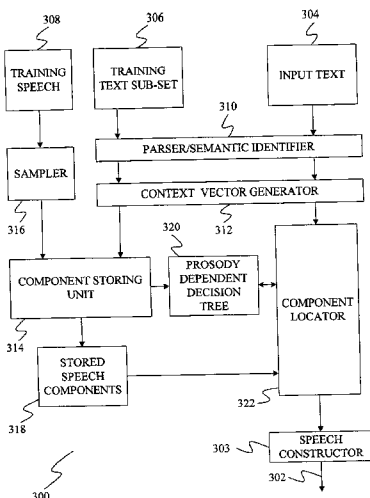 308
306
304
TRAINING
SPEECH
TRAINING
TEXT SUB-SET
INPUT TEXT
310
PARSER/SEMANTIC IDENTIFIER
SAMPLER
CONTEXT VECTOR GENERATOR
316
320
312
COMPONENT STORING
UNIT
PROSODY
DEPENDENT
DECISION
TREE
COMPONENT
LOCATOR
314
STORED
SPEECH
COMPONENTS
318
322
303
SPEECH
CONSTRUCTOR
302
300